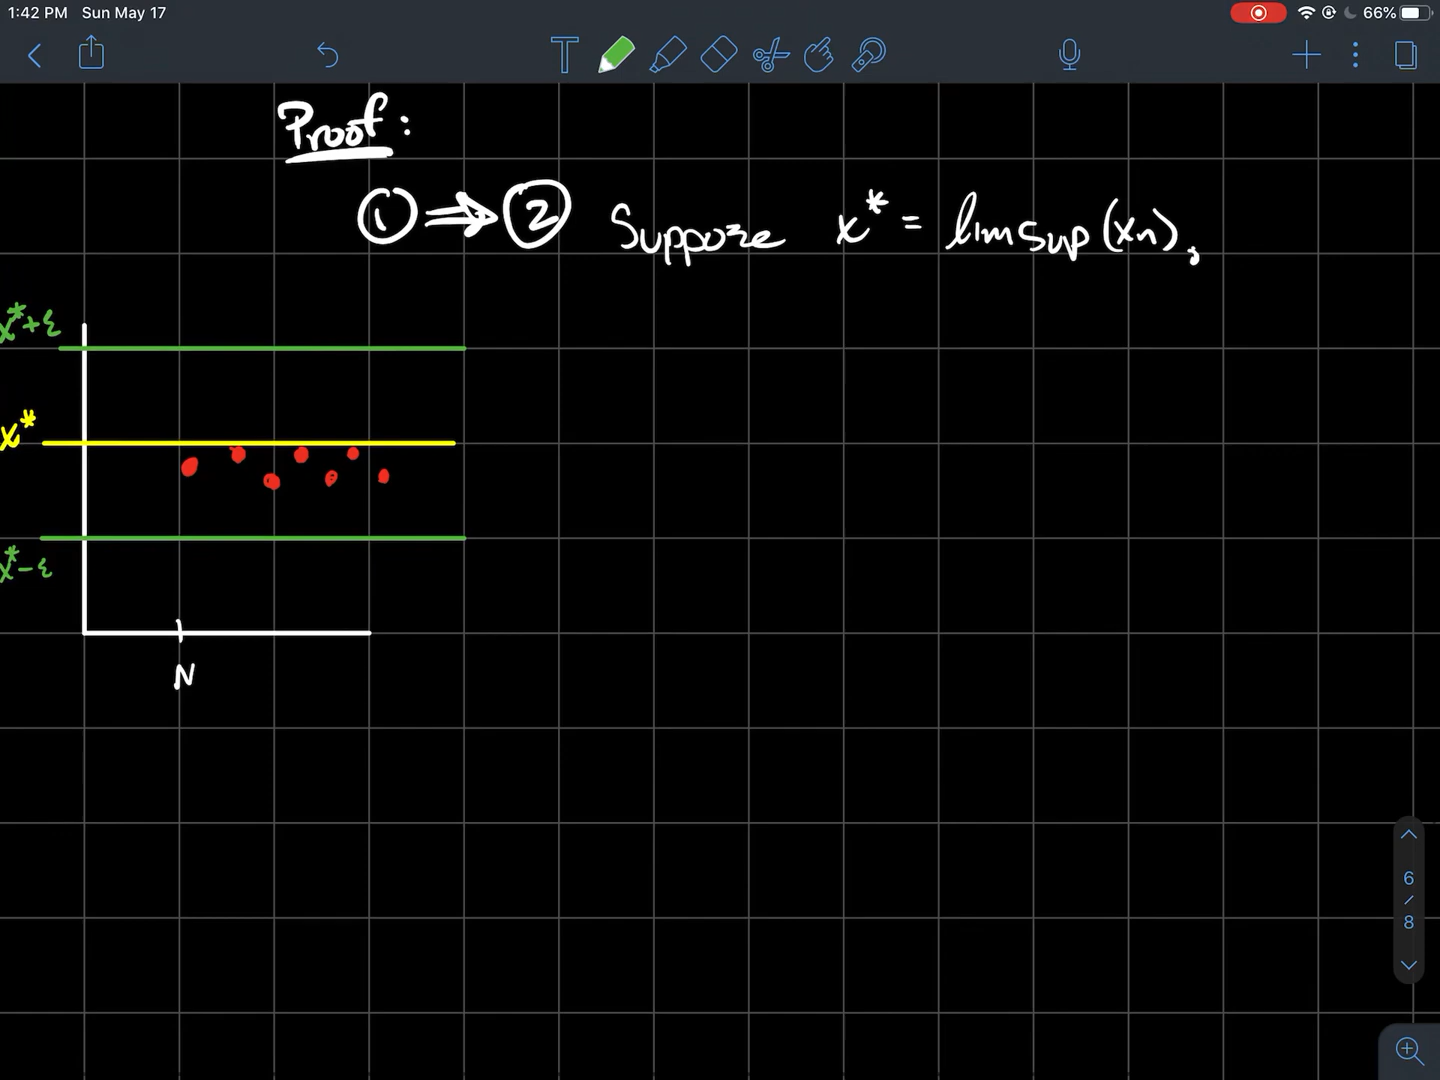 1:42 PM Sun May 17 66%
T
Proof:
① ⇒ ② Suppose x* = limsup(xn),
x*+ε
x*
x*-ε
N
6
/
8